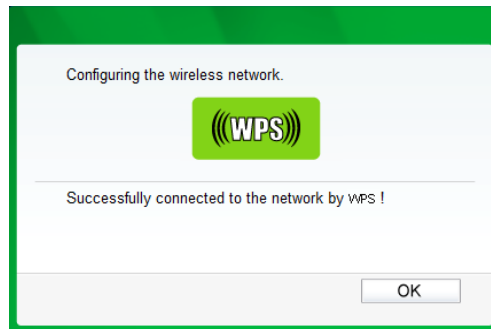 Configuring the wireless network.
(((WPS)))
Successfully connected to the network by WPS !
OK